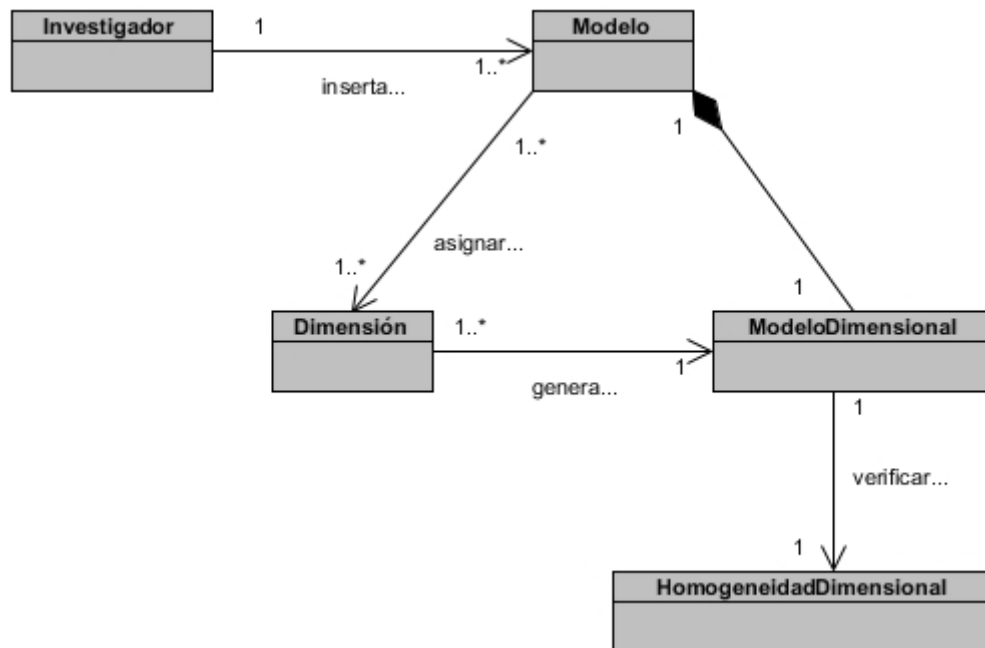 Investigador
1
Modelo
1..*
inserta...
1
1..*
asignar...
1..*
1
Dimensión
1..*
ModeloDimensional
1
genera...
1
verificar...
1
HomogeneidadDimensional